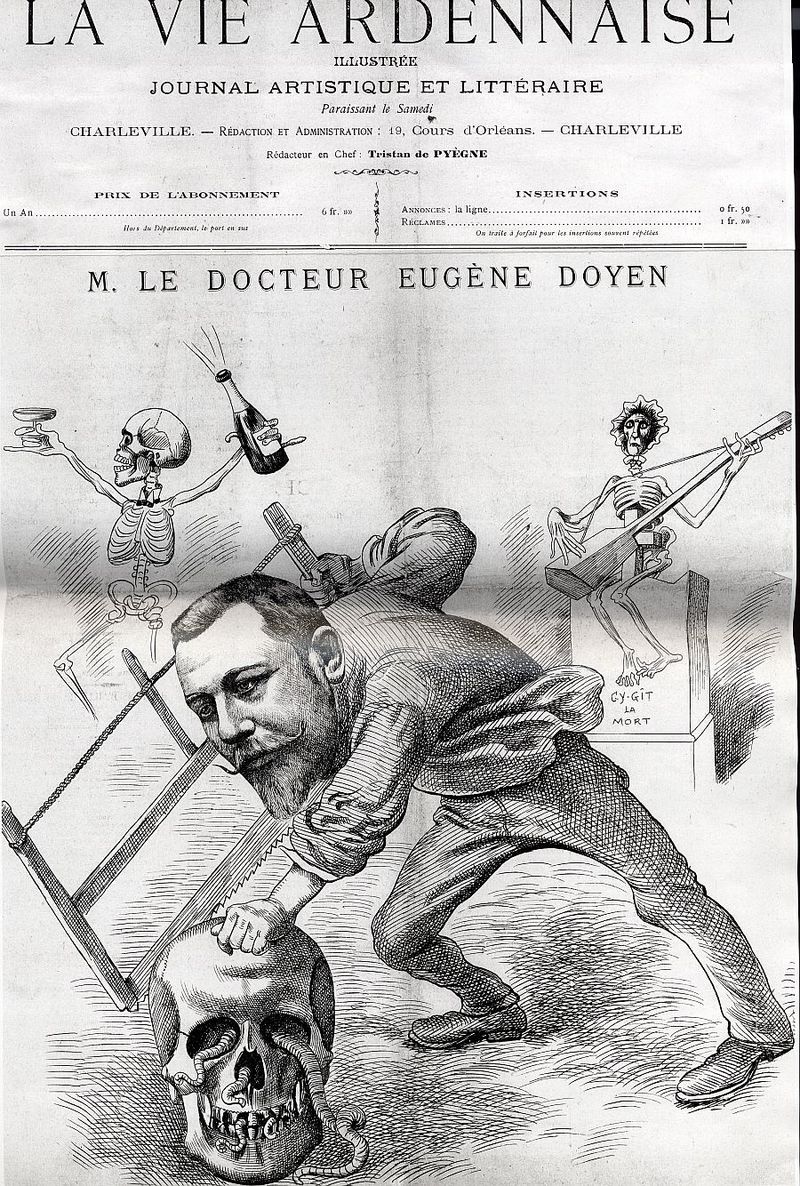 LA VIE ARDENNAISE
ILLUSTRÉE
JOURNAL ARTISTIQUE ET LITTÉRAIRE
Paraissant le Samedi
CHARLEVILLE. — RÉDACTION ET ADMINISTRATION : 19, Cours d'Orléans. — CHARLEVILLE
Rédacteur en Chef : Tristan de PYÈGNE
PRIX DE L'ABONNEMENT
Un An 6 fr. »»
Hors du Département, le port en sus
INSERTIONS
ANNONCES : la ligne 0 fr. 50
RÉCLAMES 1 fr. »»
On traite à forfait pour les insertions souvent répétées
M. LE DOCTEUR EUGÈNE DOYEN
CY-GIT
LA
MORT